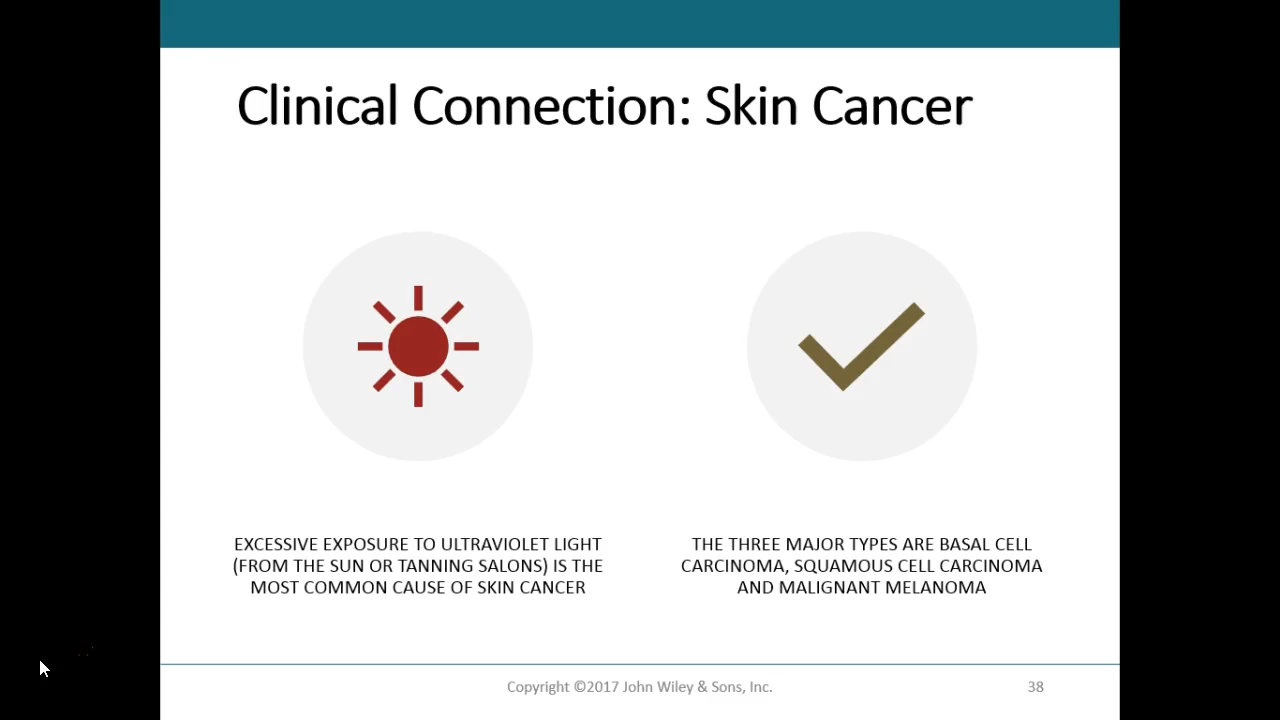 Clinical Connection: Skin Cancer
EXCESSIVE EXPOSURE TO ULTRAVIOLET LIGHT
(FROM THE SUN OR TANNING SALONS) IS THE
MOST COMMON CAUSE OF SKIN CANCER
THE THREE MAJOR TYPES ARE BASAL CELL
CARCINOMA, SQUAMOUS CELL CARCINOMA
AND MALIGNANT MELANOMA
Copyright ©2017 John Wiley & Sons, Inc.
38